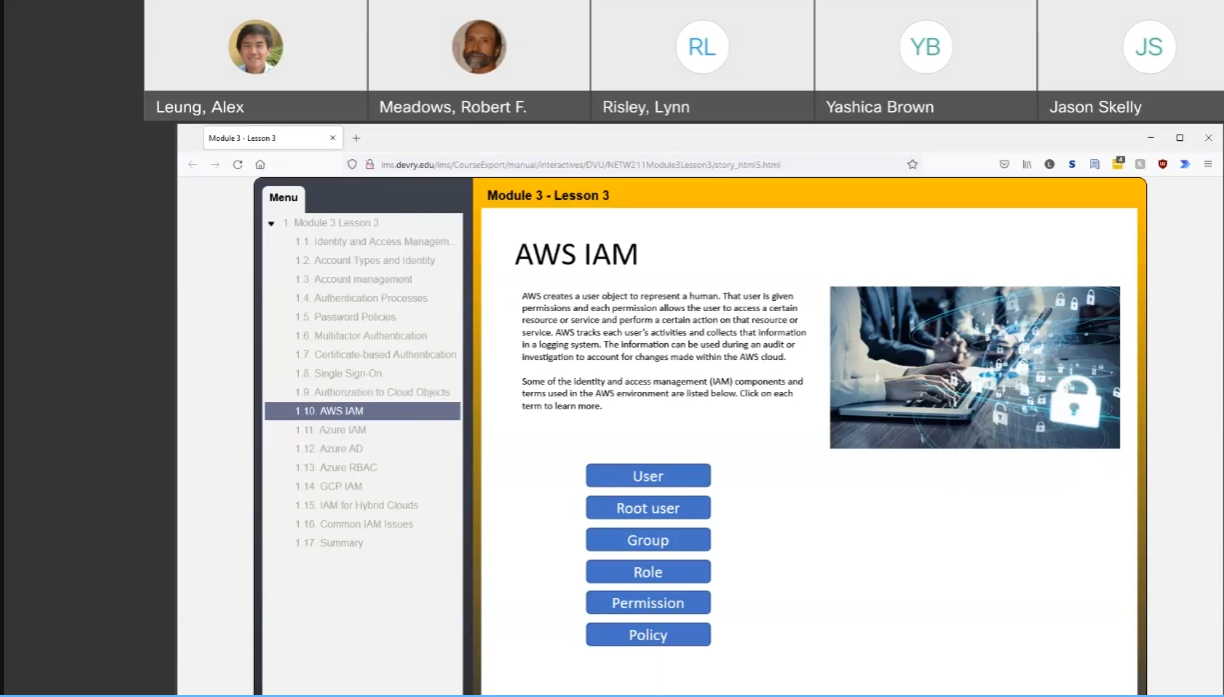 RL
YB
JS
Leung, Alex
Meadows, Robert F.
Risley, Lynn
Yashica Brown
Jason Skelly
Module 3 - Lesson 3
lms.devry.edu/lms/CourseExport/manual/interactives/DVU/NETW211Module3Lesson3/story_html5.html
Menu
1. Module 3 Lesson 3
1.1. Identity and Access Managem...
1.2. Account Types and Identity
1.3. Account management
1.4. Authentication Processes
1.5. Password Policies
1.6. Multifactor Authentication
1.7. Certificate-based Authentication
1.8. Single Sign-On
1.9. Authorization to Cloud Objects
1.10. AWS IAM
1.11. Azure IAM
1.12. Azure AD
1.13. Azure RBAC
1.14. GCP IAM
1.15. IAM for Hybrid Clouds
1.16. Common IAM Issues
1.17. Summary
Module 3 - Lesson 3
AWS IAM
AWS creates a user object to represent a human. That user is given
permissions and each permission allows the user to access a certain
resource or service and perform a certain action on that resource or
service. AWS tracks each user's activities and collects that information
in a logging system. The information can be used during an audit or
investigation to account for changes made within the AWS cloud.
Some of the identity and access management (IAM) components and
terms used in the AWS environment are listed below. Click on each
term to learn more.
User
Root user
Group
Role
Permission
Policy